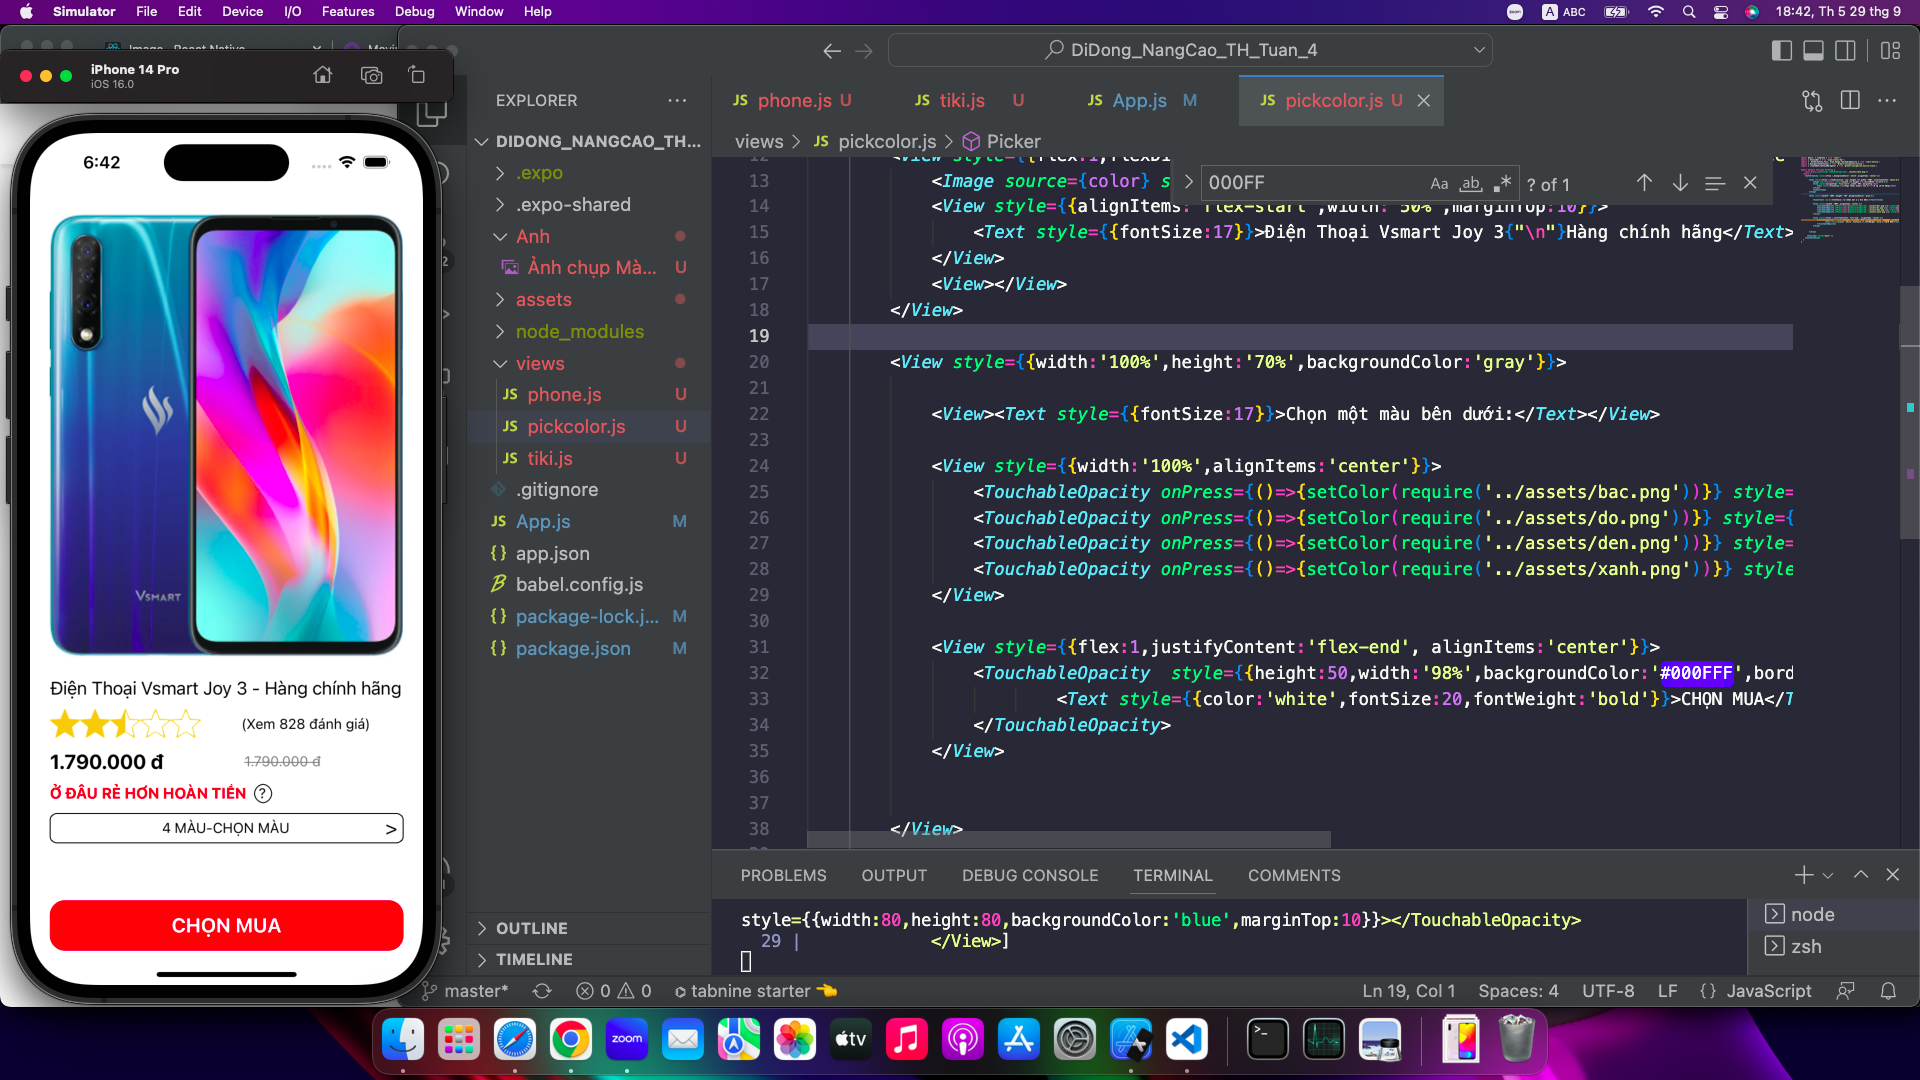 Simulator File Edit Device I/O Features Debug Window Help
zoom A ABC 18:42, Th 5 29 thg 9
iPhone 14 Pro
iOS 16.0
6:42
VSMART
Điện Thoại Vsmart Joy 3 - Hàng chính hãng
(Xem 828 đánh giá)
1.790.000 đ 1.790.000 đ
Ở ĐÂU RẺ HƠN HOÀN TIỀN ?
4 MÀU-CHỌN MÀU >
CHỌN MUA
DiDong_NangCao_TH_Tuan_4
EXPLORER
DIDONG_NANGCAO_TH...
.expo
.expo-shared
Anh
Ảnh chụp Mà... U
assets
node_modules
views
JS phone.js U
JS pickcolor.js U
JS tiki.js U
.gitignore
JS App.js M
{} app.json
babel.config.js
{} package-lock.j... M
{} package.json M
OUTLINE
TIMELINE
JS phone.js U JS tiki.js U JS App.js M JS pickcolor.js U
views > JS pickcolor.js > Picker
000FF Aa ab ? of 1
13 <Image source={color} s
14 <View style={{alignItems:'flex-start',width:'50%',marginTop:10}}>
15 <Text style={{fontSize:17}}>Điện Thoại Vsmart Joy 3{"\n"}Hàng chính hãng</Text>
16 </View>
17 <View></View>
18 </View>
19
20 <View style={{width:'100%',height:'70%',backgroundColor:'gray'}}>
21
22 <View><Text style={{fontSize:17}}>Chọn một màu bên dưới:</Text></View>
23
24 <View style={{width:'100%',alignItems:'center'}}>
25 <TouchableOpacity onPress={()=>{setColor(require('../assets/bac.png'))}} style=
26 <TouchableOpacity onPress={()=>{setColor(require('../assets/do.png'))}} style={
27 <TouchableOpacity onPress={()=>{setColor(require('../assets/den.png'))}} style=
28 <TouchableOpacity onPress={()=>{setColor(require('../assets/xanh.png'))}} style
29 </View>
30
31 <View style={{flex:1,justifyContent:'flex-end', alignItems:'center'}}>
32 <TouchableOpacity style={{height:50,width:'98%',backgroundColor:'#000FFF',bord
33 <Text style={{color:'white',fontSize:20,fontWeight:'bold'}}>CHỌN MUA</T
34 </TouchableOpacity>
35 </View>
36
37
38 </View>
PROBLEMS OUTPUT DEBUG CONSOLE TERMINAL COMMENTS
style={{width:80,height:80,backgroundColor:'blue',marginTop:10}}></TouchableOpacity>
29 | </View>]
node
zsh
master* 0 0 tabnine starter Ln 19, Col 1 Spaces: 4 UTF-8 LF {} JavaScript
zoom tv